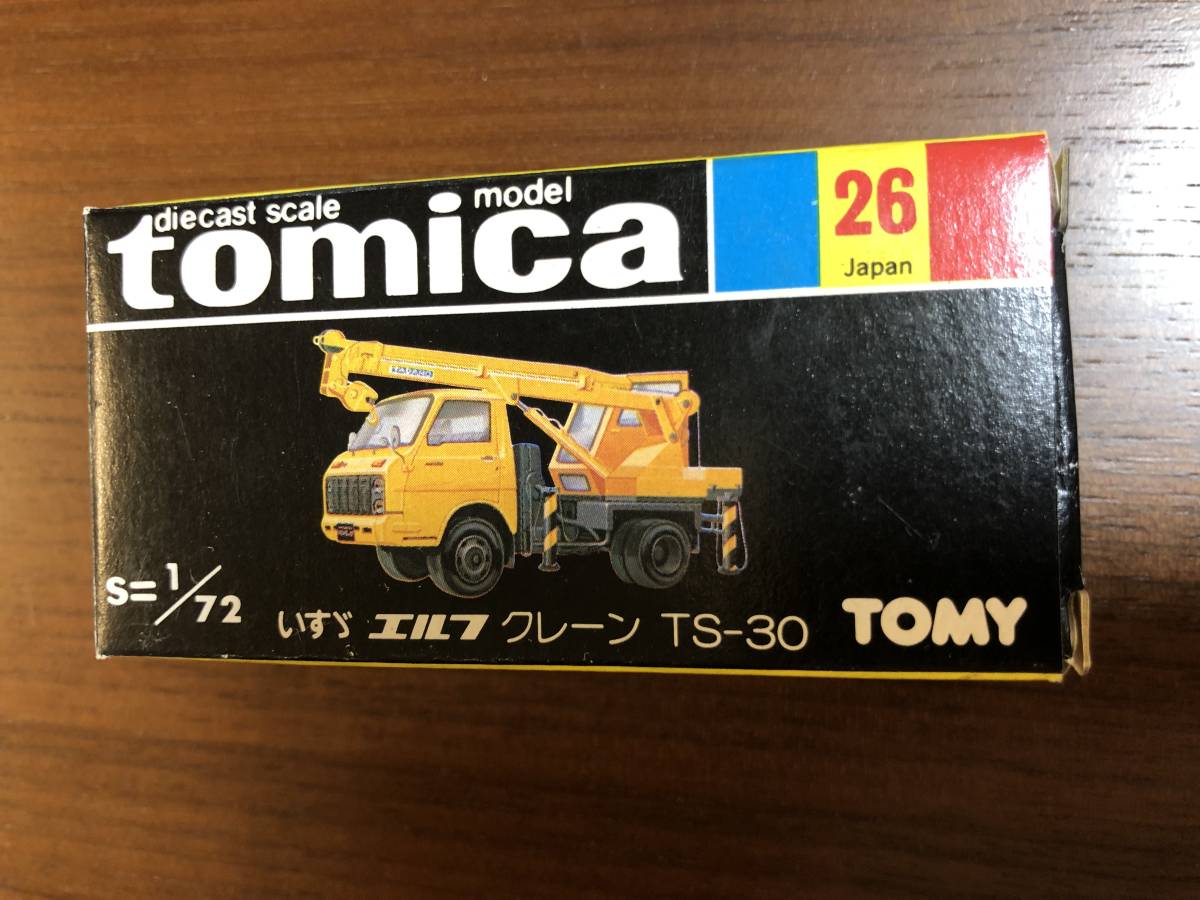 diecast scale model
tomica
26
Japan
TADANO
S=1/72
いすゞ エルフ クレーン TS-30
TOMY